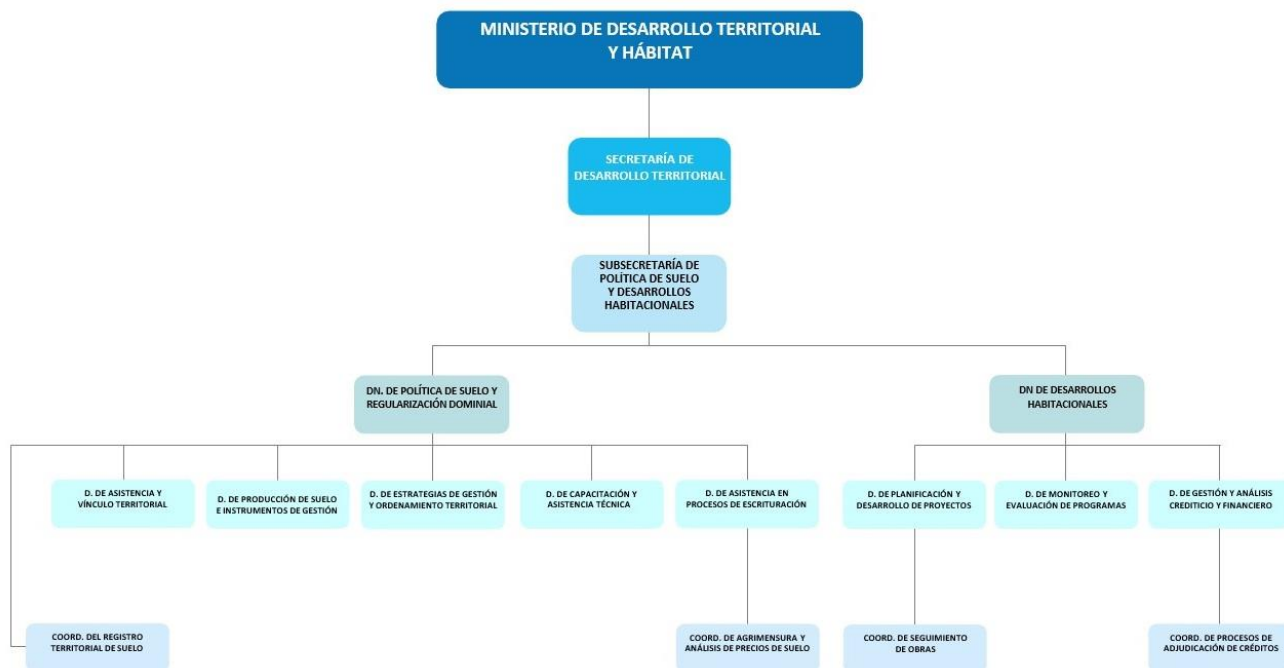 MINISTERIO DE DESARROLLO TERRITORIAL
Y HÁBITAT
SECRETARÍA DE
DESARROLLO TERRITORIAL
SUBSECRETARÍA DE
POLÍTICA DE SUELO
Y DESARROLLOS
HABITACIONALES
DN. DE POLÍTICA DE SUELO Y
REGULARIZACIÓN DOMINIAL
DN DE DESARROLLOS
HABITACIONALES
D. DE ASISTENCIA Y
VÍNCULO TERRITORIAL
D. DE PRODUCCIÓN DE SUELO
E INSTRUMENTOS DE GESTIÓN
D. DE ESTRATEGIAS DE GESTIÓN
Y ORDENAMIENTO TERRITORIAL
D. DE CAPACITACIÓN Y
ASISTENCIA TÉCNICA
D. DE ASISTENCIA EN
PROCESOS DE ESCRITURACIÓN
D. DE PLANIFICACIÓN Y
DESARROLLO DE PROYECTOS
D. DE MONITOREO Y
EVALUACIÓN DE PROGRAMAS
D. DE GESTIÓN Y ANÁLISIS
CREDITICIO Y FINANCIERO
COORD. DEL REGISTRO
TERRITORIAL DE SUELO
COORD. DE AGRIMENSURA Y
ANÁLISIS DE PRECIOS DE SUELO
COORD. DE SEGUIMIENTO
DE OBRAS
COORD. DE PROCESOS DE
ADJUDICACIÓN DE CRÉDITOS